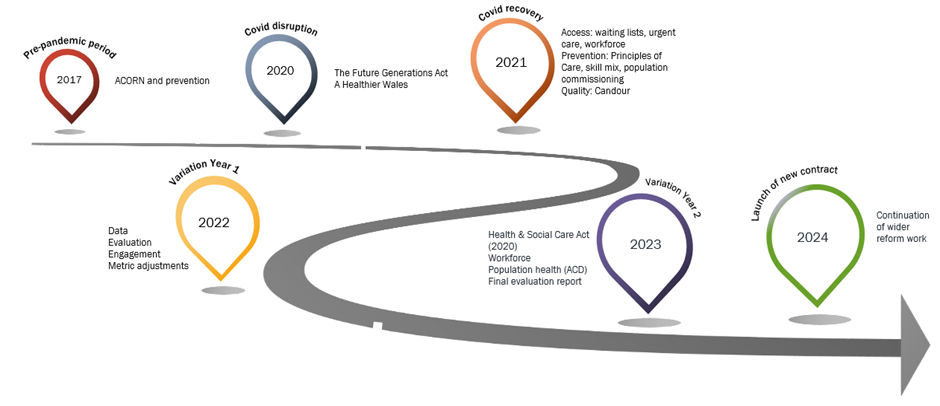 Pre-pandemic period
2017
ACORN and prevention
Covid disruption
2020
The Future Generations Act
A Healthier Wales
Covid recovery
2021
Access: waiting lists, urgent
care, workforce
Prevention: Principles of
Care, skill mix, population
commissioning
Quality: Candour
Variation Year 1
2022
Data
Evaluation
Engagement
Metric adjustments
Variation Year 2
2023
Health & Social Care Act
(2020)
Workforce
Population health (ACD)
Final evaluation report
Launch of new contract
2024
Continuation
of wider
reform work